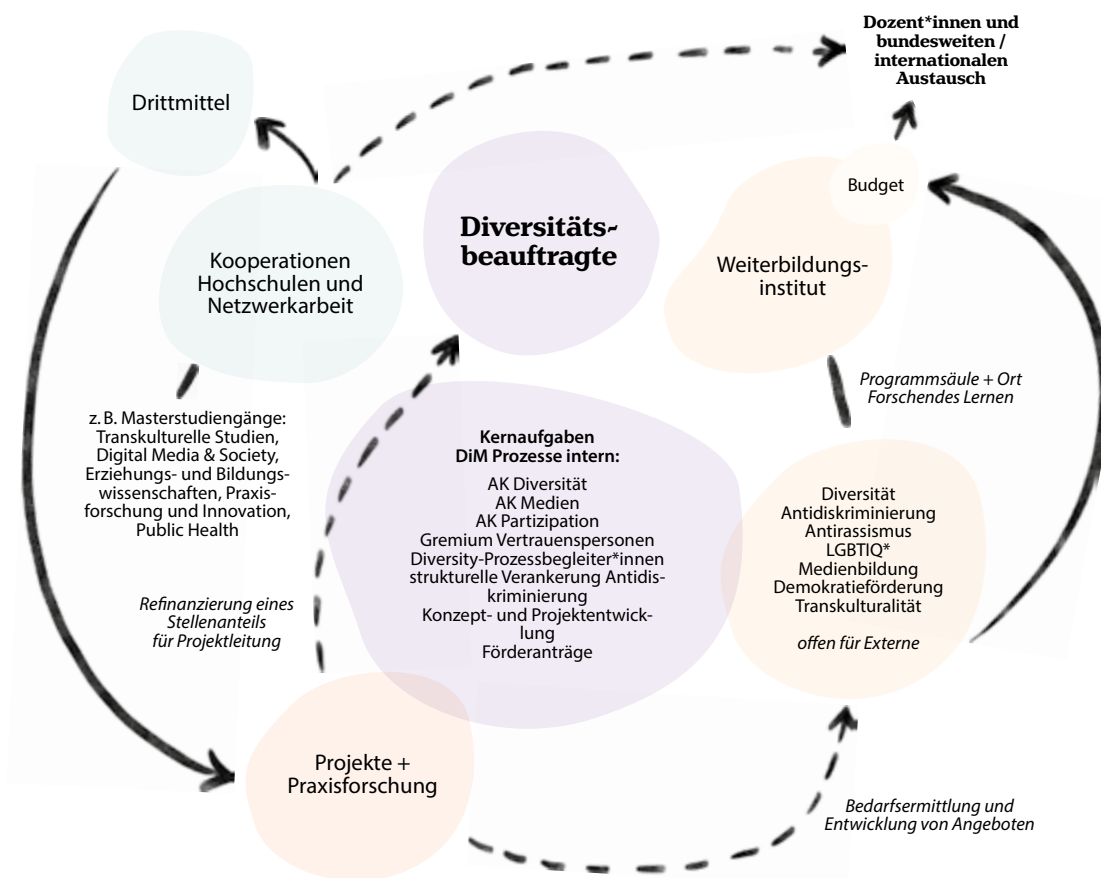 Dozent*innen und
bundesweiten /
internationalen
Austausch
Drittmittel
Budget
Diversitäts-
beauftragte
Kooperationen
Hochschulen und
Netzwerkarbeit
Weiterbildungs-
institut
Programmsäule + Ort
Forschendes Lernen
z. B. Masterstudiengänge:
Transkulturelle Studien,
Digital Media & Society,
Erziehungs- und Bildungs-
wissenschaften, Praxis-
forschung und Innovation,
Public Health
Kernaufgaben
DiM Prozesse intern:
AK Diversität
AK Medien
AK Partizipation
Gremium Vertrauenspersonen
Diversity-Prozessbegleiter*innen
strukturelle Verankerung Antidis-
kriminierung
Konzept- und Projektentwick-
lung
Förderanträge
Diversität
Antidiskriminierung
Antirassismus
LGBTIQ*
Medienbildung
Demokratieförderung
Transkulturalität
offen für Externe
Refinanzierung eines
Stellenanteils
für Projektleitung
Projekte +
Praxisforschung
Bedarfsermittlung und
Entwicklung von Angeboten